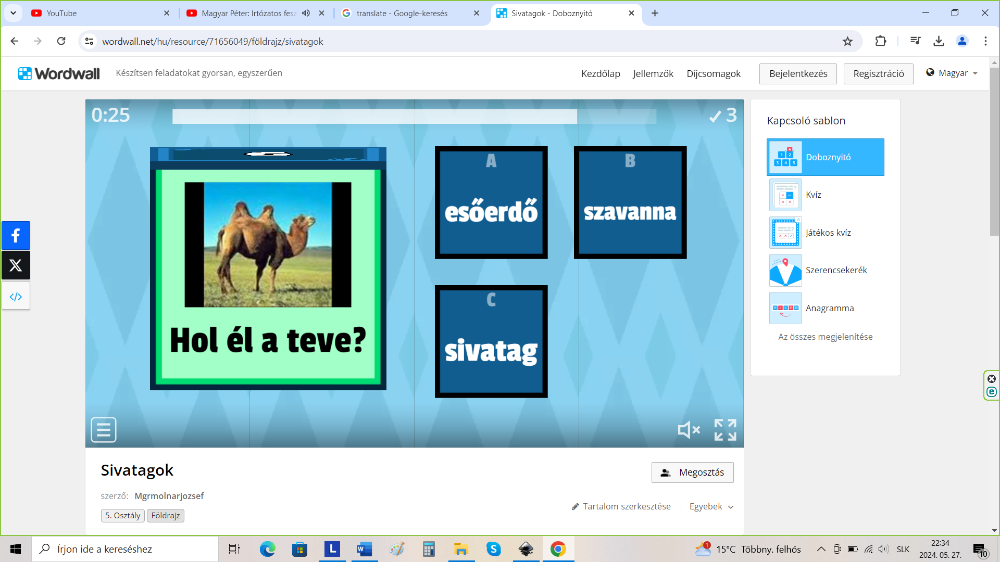 YouTube
Magyar Péter: Irtózatos fesz
translate - Google-keresés
Sivatagok - Doboznyitó
wordwall.net/hu/resource/71656049/földrajz/sivatagok
Wordwall
Készítsen feladatokat gyorsan, egyszerűen
Kezdőlap
Jellemzők
Díjcsomagok
Bejelentkezés
Regisztráció
Magyar
0:25
3
A
esőerdő
B
szavanna
C
sivatag
Hol él a teve?
Kapcsoló sablon
Doboznyitó
Kvíz
Játékos kvíz
Szerencsekerék
Anagramma
Az összes megjelenítése
Sivatagok
Megosztás
szerző: Mgrmolnarjozsef
Tartalom szerkesztése
Egyebek
5. Osztály
Földrajz
Írjon ide a kereséshez
1
15°C Többny. felhős
SLK
22:34
2024. 05. 27.
10